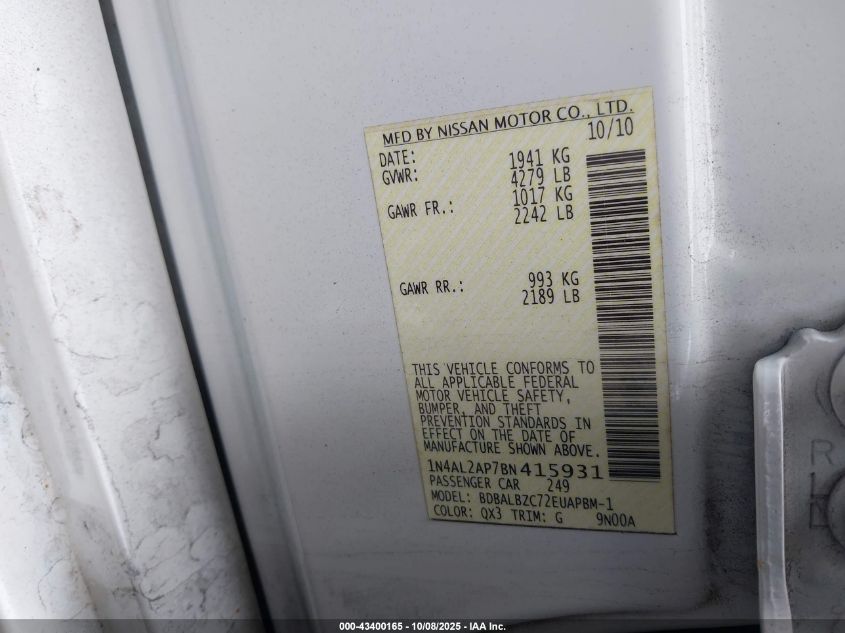 MFD BY NISSAN MOTOR CO., LTD.
DATE: 10/10
GVWR: 1941 KG
4279 LB
GAWR FR.: 1017 KG
2242 LB
GAWR RR.: 993 KG
2189 LB
THIS VEHICLE CONFORMS TO
ALL APPLICABLE FEDERAL
MOTOR VEHICLE SAFETY,
BUMPER, AND THEFT
PREVENTION STANDARDS IN
EFFECT ON THE DATE OF
MANUFACTURE SHOWN ABOVE.
1N4AL2AP7BN415931
PASSENGER CAR 249
MODEL: BDBALBZC72EUAPBM-1
COLOR: QX3 TRIM: G 9N00A
000-43400165 - 10/08/2025 - IAA Inc.